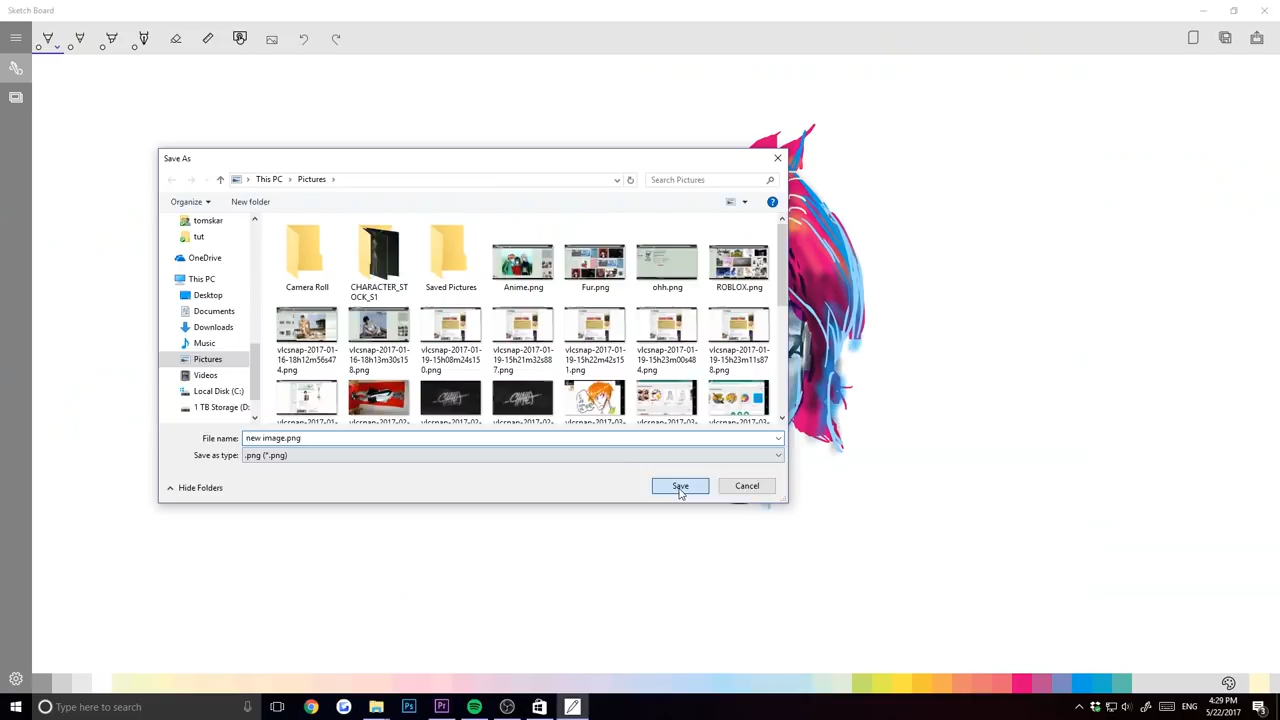 Sketch Board
Save As
This PC
Pictures
Search Pictures
Organize
New folder
tomskar
tut
OneDrive
This PC
Desktop
Documents
Downloads
Music
Pictures
Videos
Local Disk (C:)
1 TB Storage (D:
Camera Roll
CHARACTER_ST
OCK_S1
Saved Pictures
Anime.png
Fur.png
ohh.png
ROBLOX.png
vlcsnap-2017-01-
16-18h12m56s47
4.png
vlcsnap-2017-01-
16-18h13m30s15
8.png
vlcsnap-2017-01-
19-15h08m24s15
0.png
vlcsnap-2017-01-
19-15h21m32s88
7.png
vlcsnap-2017-01-
19-15h22m42s15
1.png
vlcsnap-2017-01-
19-15h23m00s48
4.png
vlcsnap-2017-01-
19-15h23m11s87
8.png
File name:
new image.png
Save as type:
.png (*.png)
Hide Folders
Save
Cancel
Type here to search
ENG
4:29 PM
5/22/2017